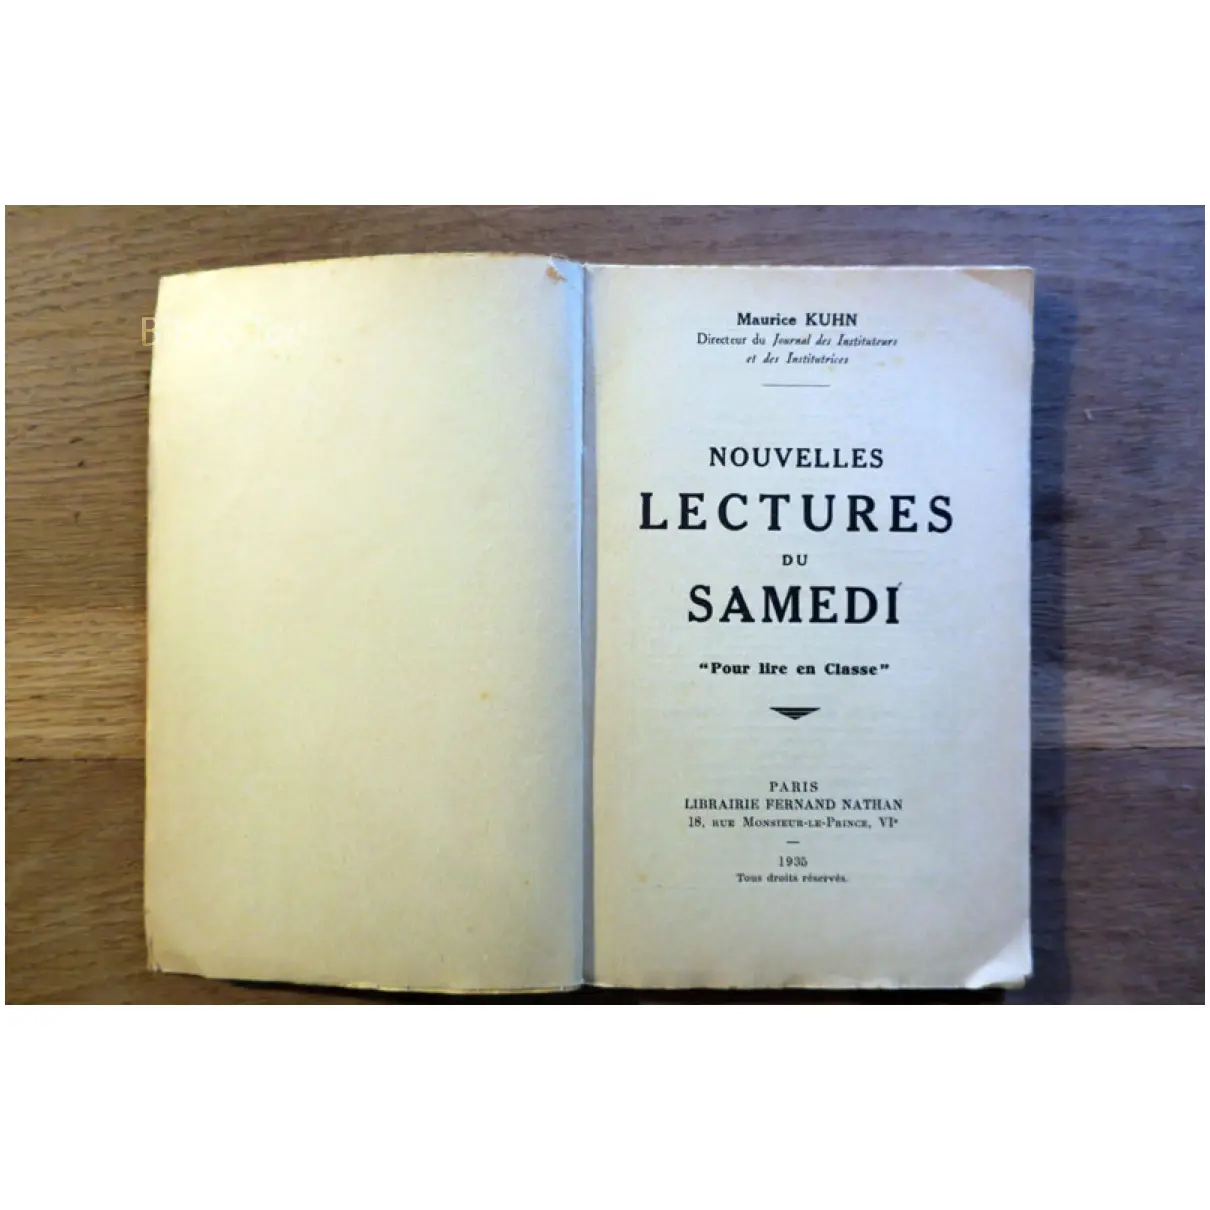 Maurice KUHN
Directeur du Journal des Instituteurs
et des Institutrices
NOUVELLES
LECTURES
DU
SAMEDI
"Pour lire en Classe"
PARIS
LIBRAIRIE FERNAND NATHAN
18, RUE MONSIEUR-LE-PRINCE, VIe
1935
Tous droits réservés.